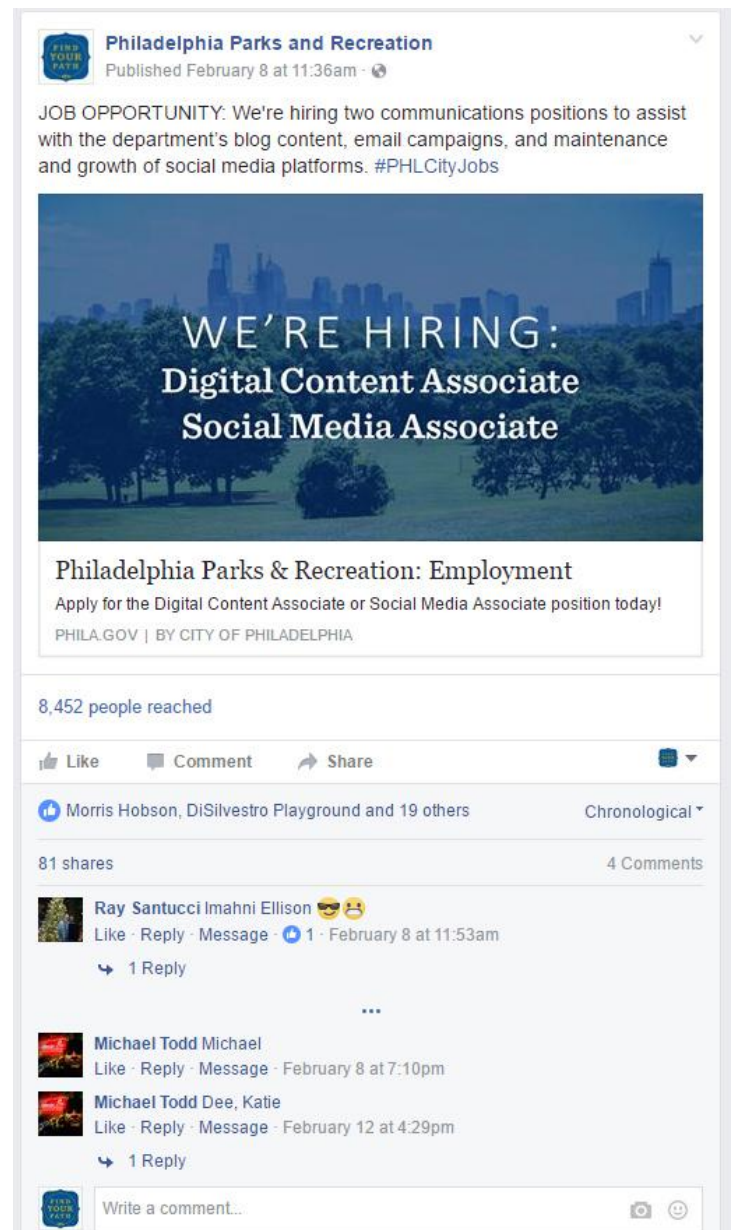 FIND
YOUR
PATH
Philadelphia Parks and Recreation
Published February 8 at 11:36am ·
JOB OPPORTUNITY: We're hiring two communications positions to assist
with the department's blog content, email campaigns, and maintenance
and growth of social media platforms. #PHLCityJobs
WE'RE HIRING:
Digital Content Associate
Social Media Associate
Philadelphia Parks & Recreation: Employment
Apply for the Digital Content Associate or Social Media Associate position today!
PHILA.GOV | BY CITY OF PHILADELPHIA
8,452 people reached
Like Comment Share
Morris Hobson, DiSilvestro Playground and 19 others Chronological
81 shares 4 Comments
Ray Santucci Imahni Ellison 😎😬
Like · Reply · Message · 1 · February 8 at 11:53am
1 Reply
...
Michael Todd Michael
Like · Reply · Message · February 8 at 7:10pm
Michael Todd Dee, Katie
Like · Reply · Message · February 12 at 4:29pm
1 Reply
FIND
YOUR
PATH
Write a comment...